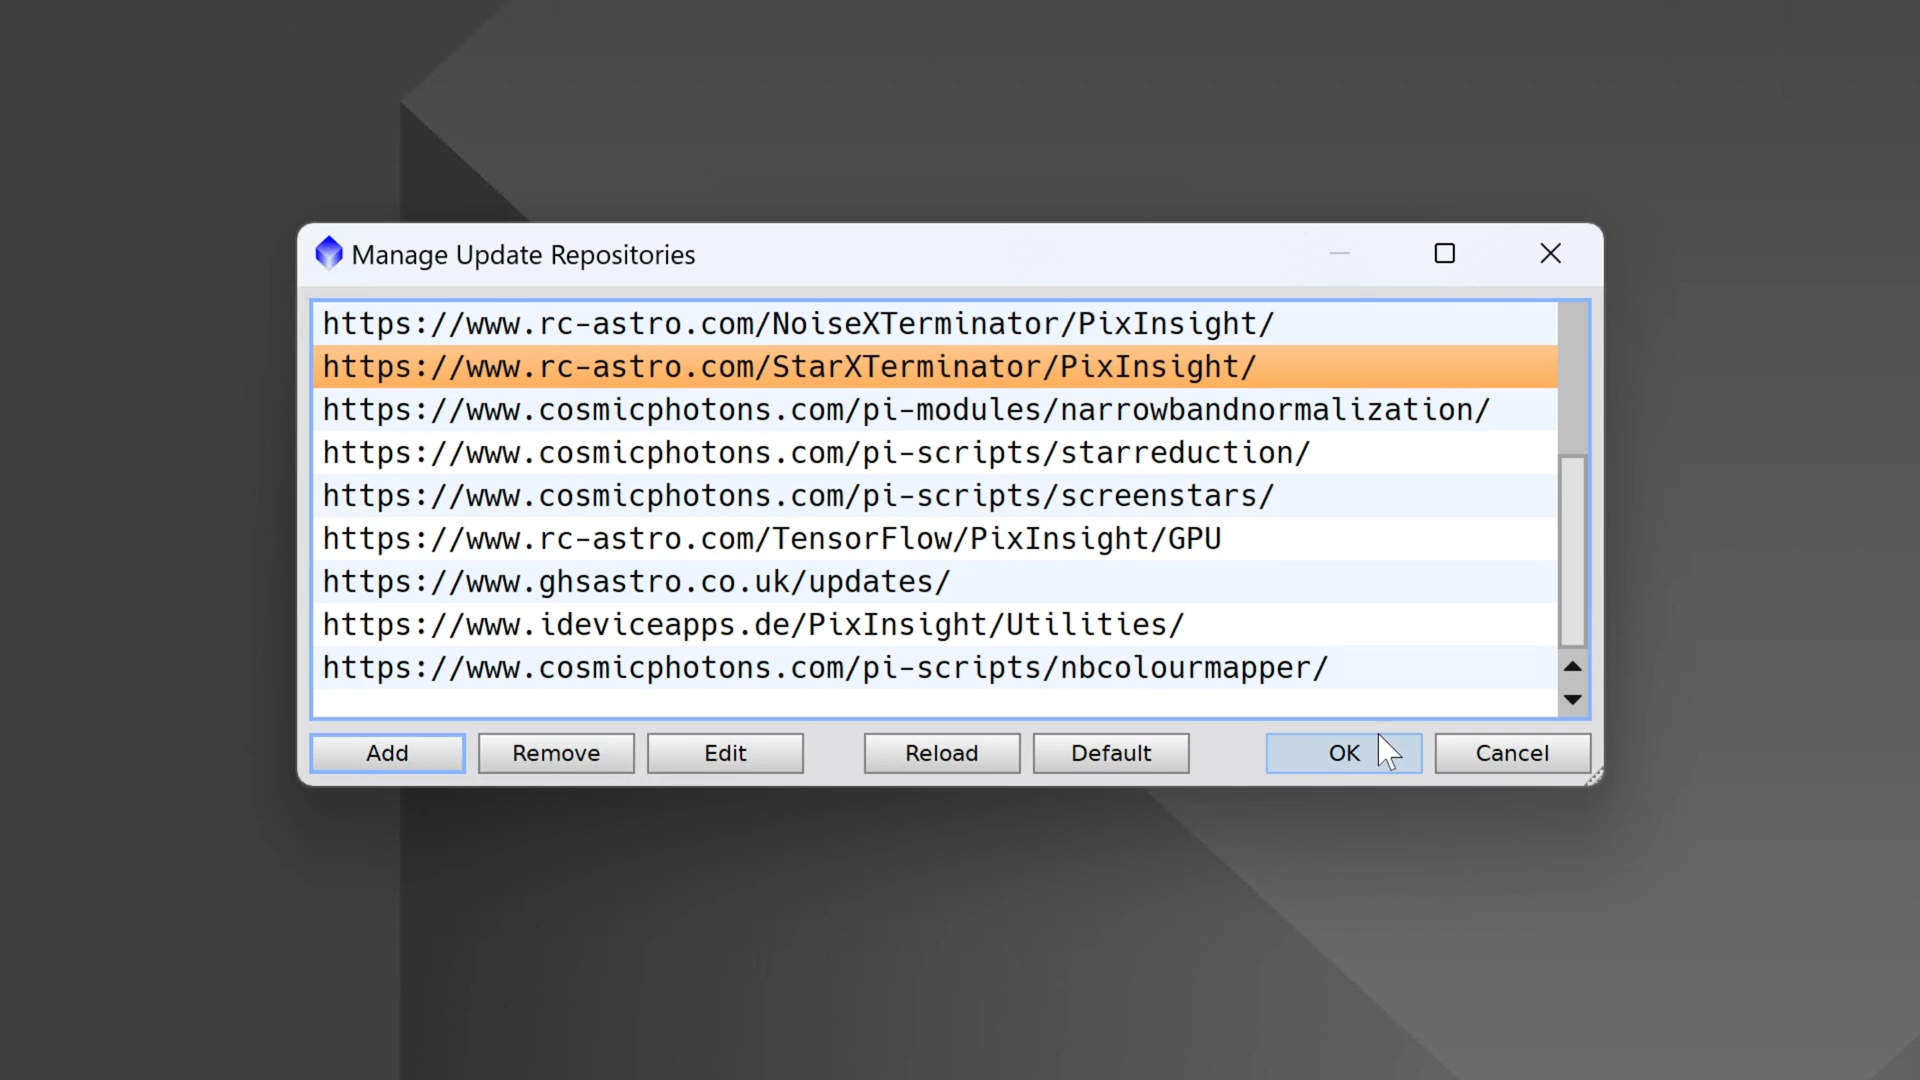 Manage Update Repositories
https://www.rc-astro.com/NoiseXTerminator/PixInsight/
https://www.rc-astro.com/StarXTerminator/PixInsight/
https://www.cosmicphotons.com/pi-modules/narrowbandnormalization/
https://www.cosmicphotons.com/pi-scripts/starreduction/
https://www.cosmicphotons.com/pi-scripts/screenstars/
https://www.rc-astro.com/TensorFlow/PixInsight/GPU
https://www.ghsastro.co.uk/updates/
https://www.ideviceapps.de/PixInsight/Utilities/
https://www.cosmicphotons.com/pi-scripts/nbcolourmapper/
Add Remove Edit Reload Default OK Cancel